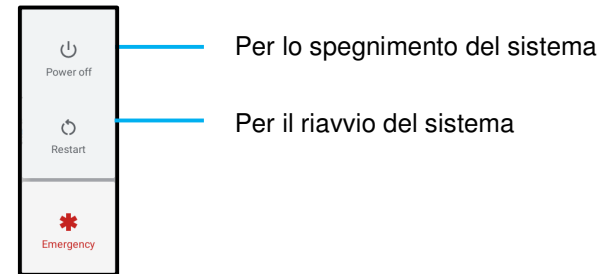 Per lo spegnimento del sistema
Power off
Per il riavvio del sistema
Restart
Emergency